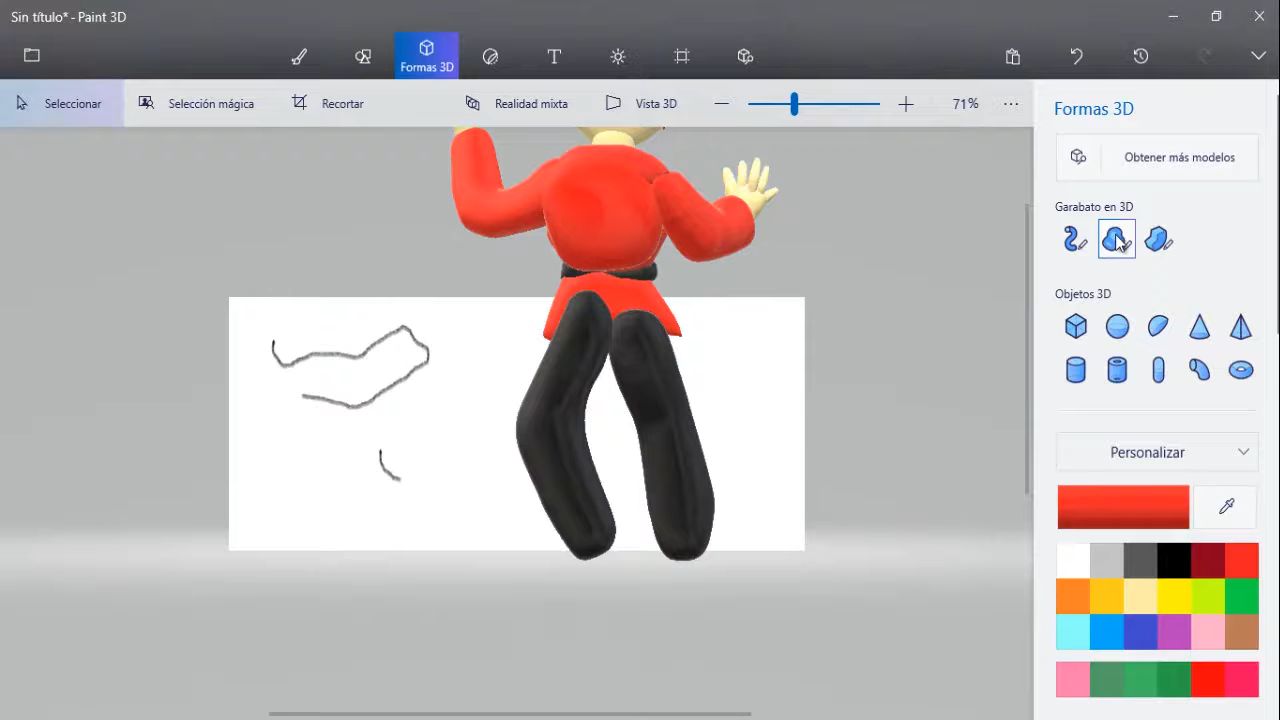 Sin título* - Paint 3D
Formas 3D
Seleccionar
Selección mágica
Recortar
Realidad mixta
Vista 3D
71%
Formas 3D
Obtener más modelos
Garabato en 3D
Objetos 3D
Personalizar